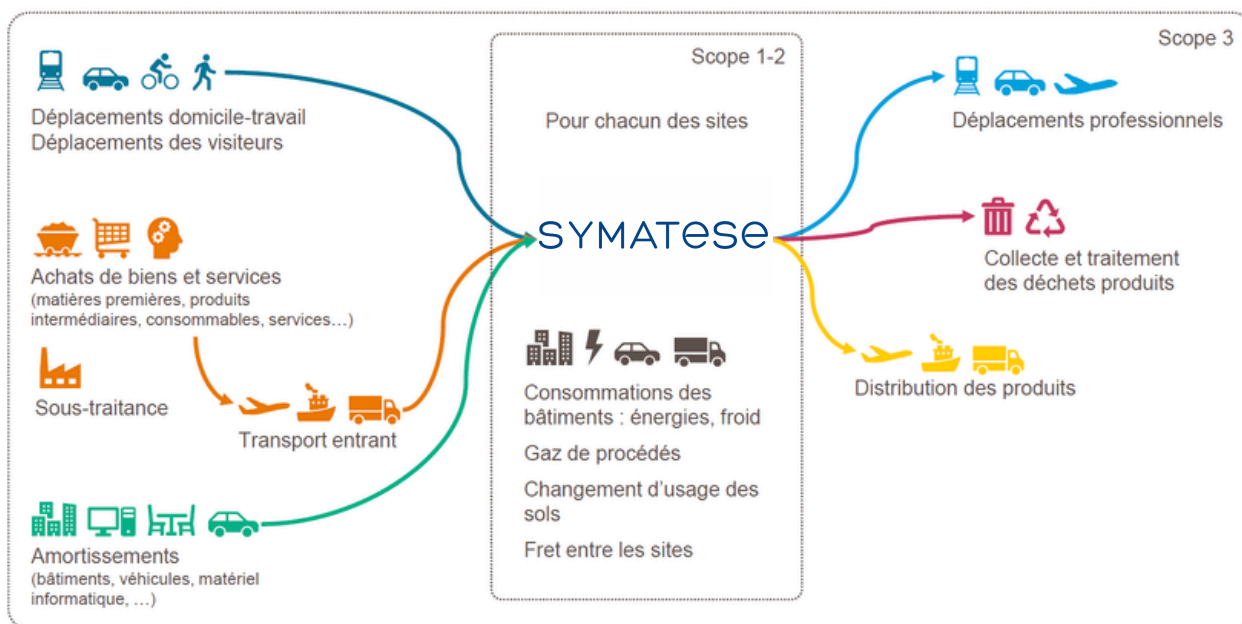 Scope 3
Scope 1-2
Déplacements domicile-travail
Déplacements des visiteurs
Achats de biens et services
(matières premières, produits
intermédiaires, consommables, services…)
Sous-traitance
Transport entrant
Amortissements
(bâtiments, véhicules, matériel
informatique, …)
Pour chacun des sites
SYMATESE
Consommations des
bâtiments : énergies, froid
Gaz de procédés
Changement d'usage des
sols
Fret entre les sites
Déplacements professionnels
Collecte et traitement
des déchets produits
Distribution des produits